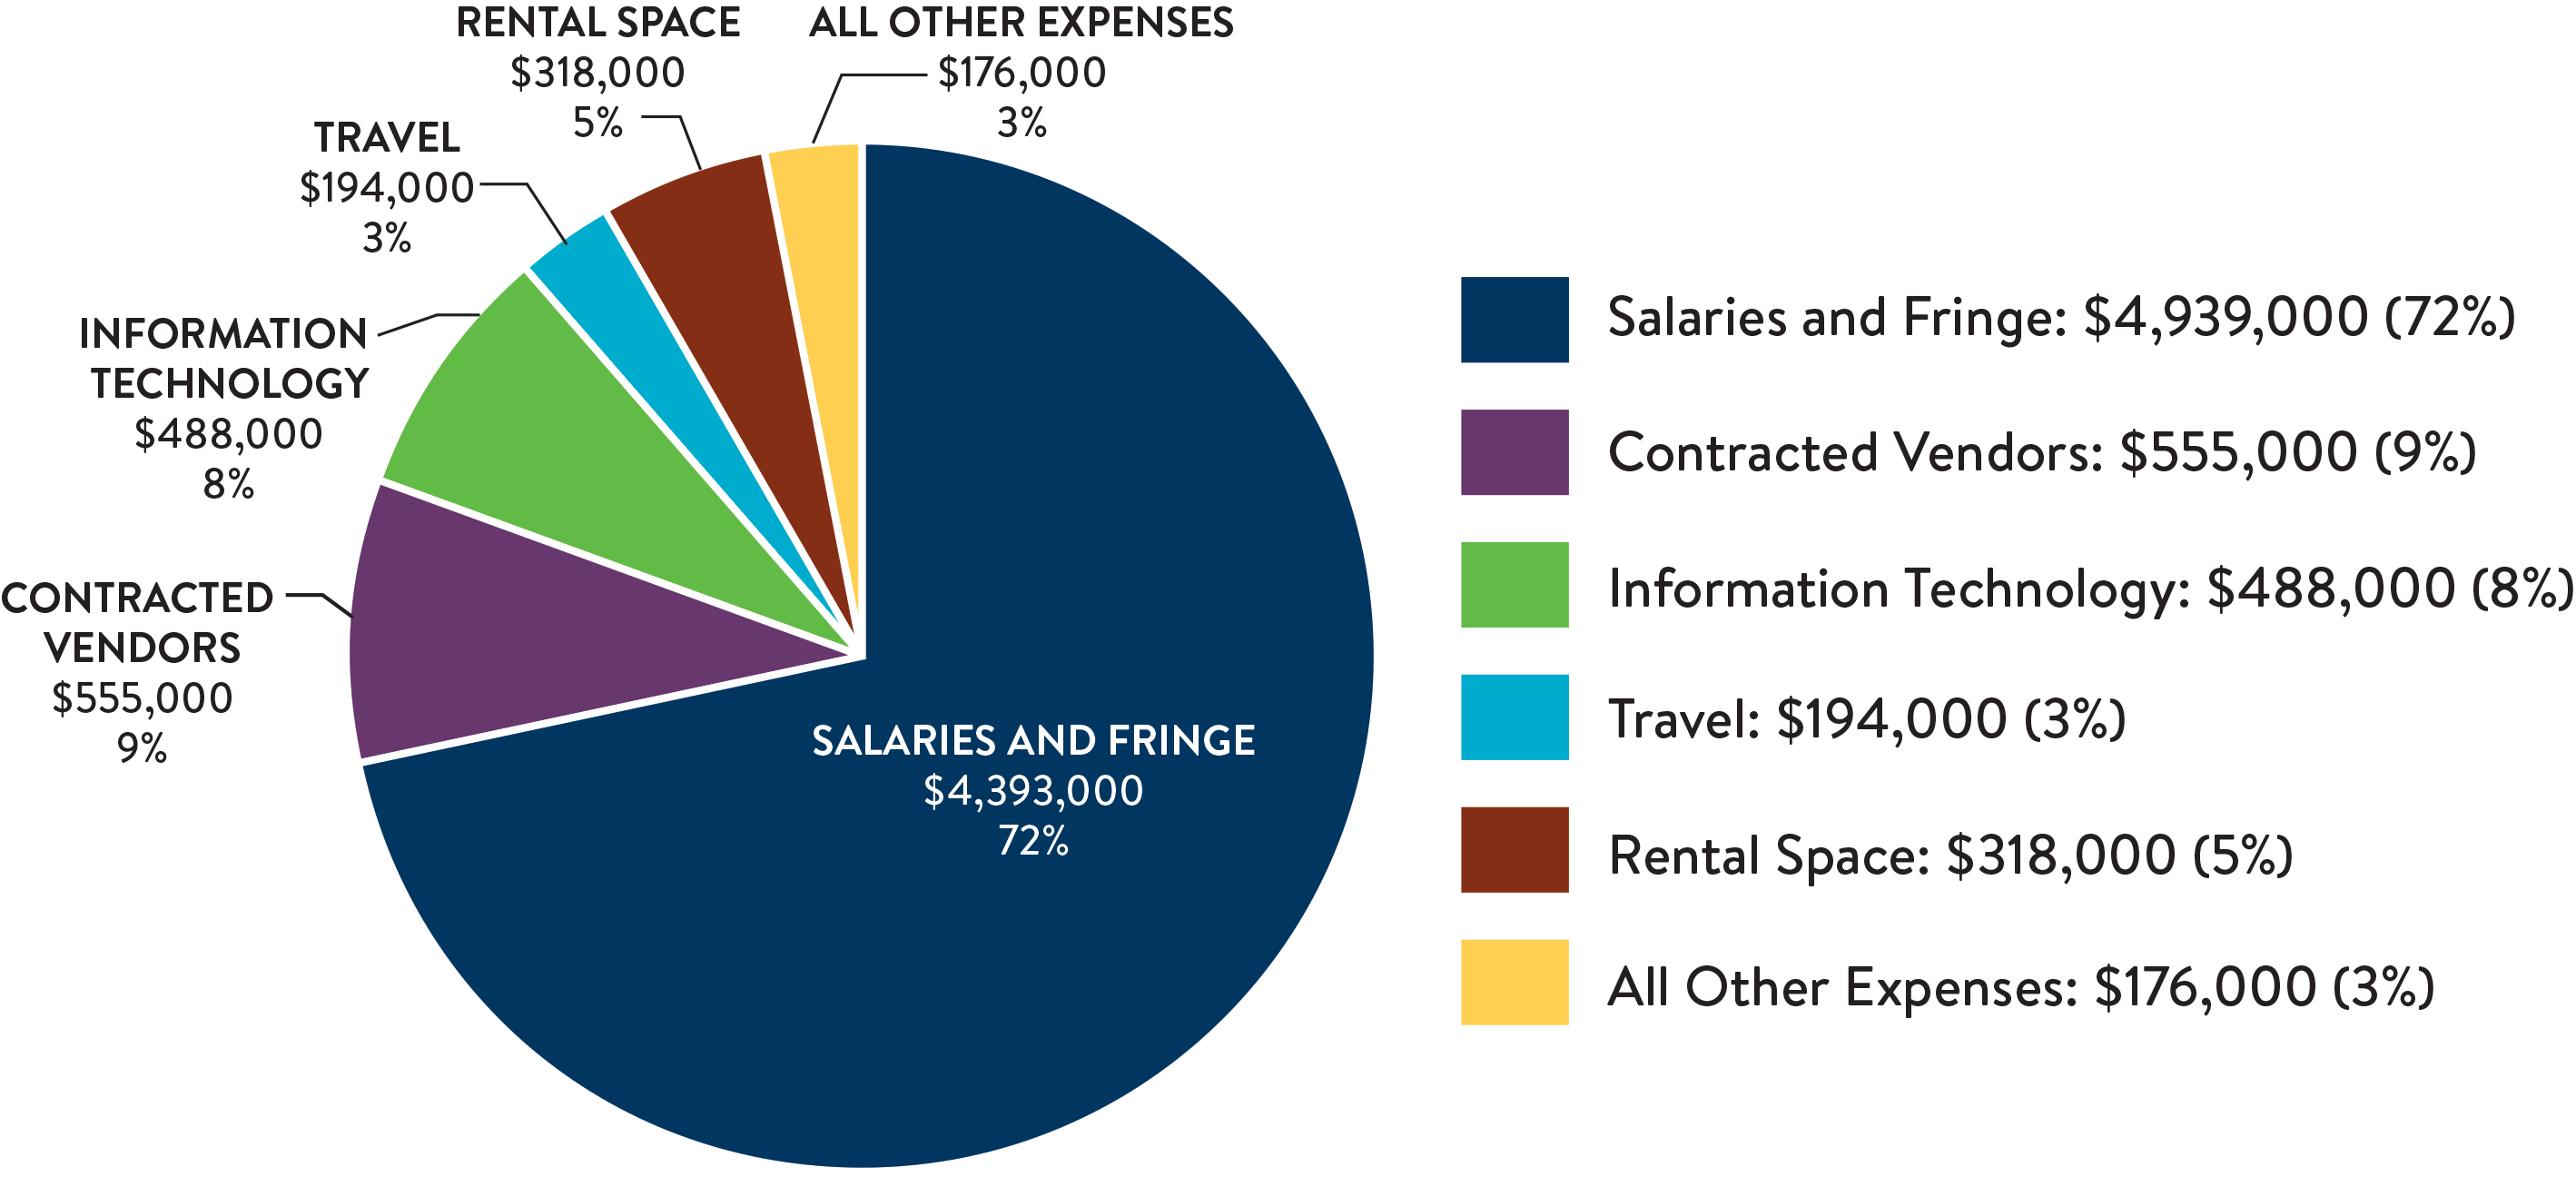 RENTAL SPACE
$318,000
5%
ALL OTHER EXPENSES
$176,000
3%
TRAVEL
$194,000
3%
INFORMATION
TECHNOLOGY
$488,000
8%
CONTRACTED
VENDORS
$555,000
9%
SALARIES AND FRINGE
$4,393,000
72%
Salaries and Fringe: $4,939,000 (72%)
Contracted Vendors: $555,000 (9%)
Information Technology: $488,000 (8%)
Travel: $194,000 (3%)
Rental Space: $318,000 (5%)
All Other Expenses: $176,000 (3%)